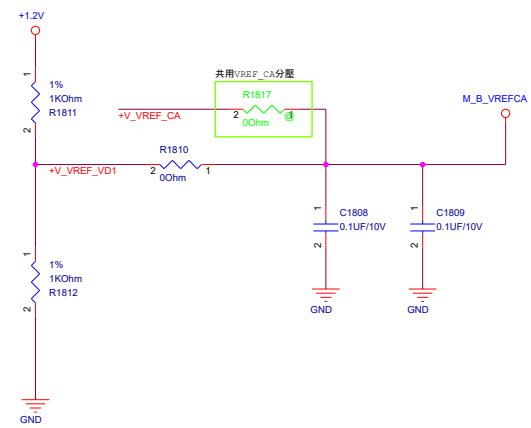 +1.2V
共用VREF_CA分壓
R1817
2
1
@
0Ohm
+V_VREF_CA
M_B_VREFCA
1
1%
1KOhm
R1811
2
R1810
+V_VREF_VD1
2
1
0Ohm
1
C1808
0.1UF/10V
2
1
C1809
0.1UF/10V
2
1
1%
1KOhm
R1812
2
GND
GND
GND